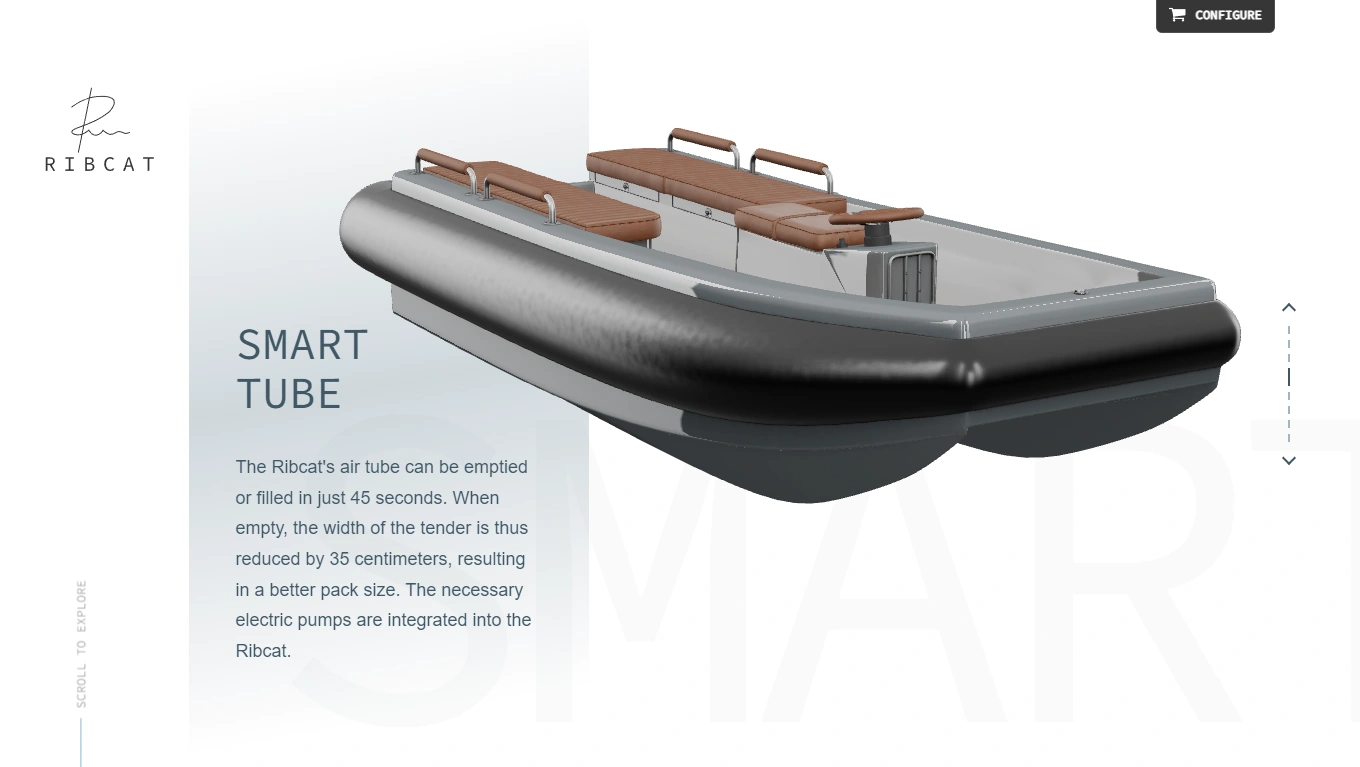 CONFIGURE
RIBCAT
SMART
TUBE
The Ribcat's air tube can be emptied
or filled in just 45 seconds. When
empty, the width of the tender is thus
reduced by 35 centimeters, resulting
in a better pack size. The necessary
electric pumps are integrated into the
Ribcat.
SMART
SCROLL TO EXPLORE